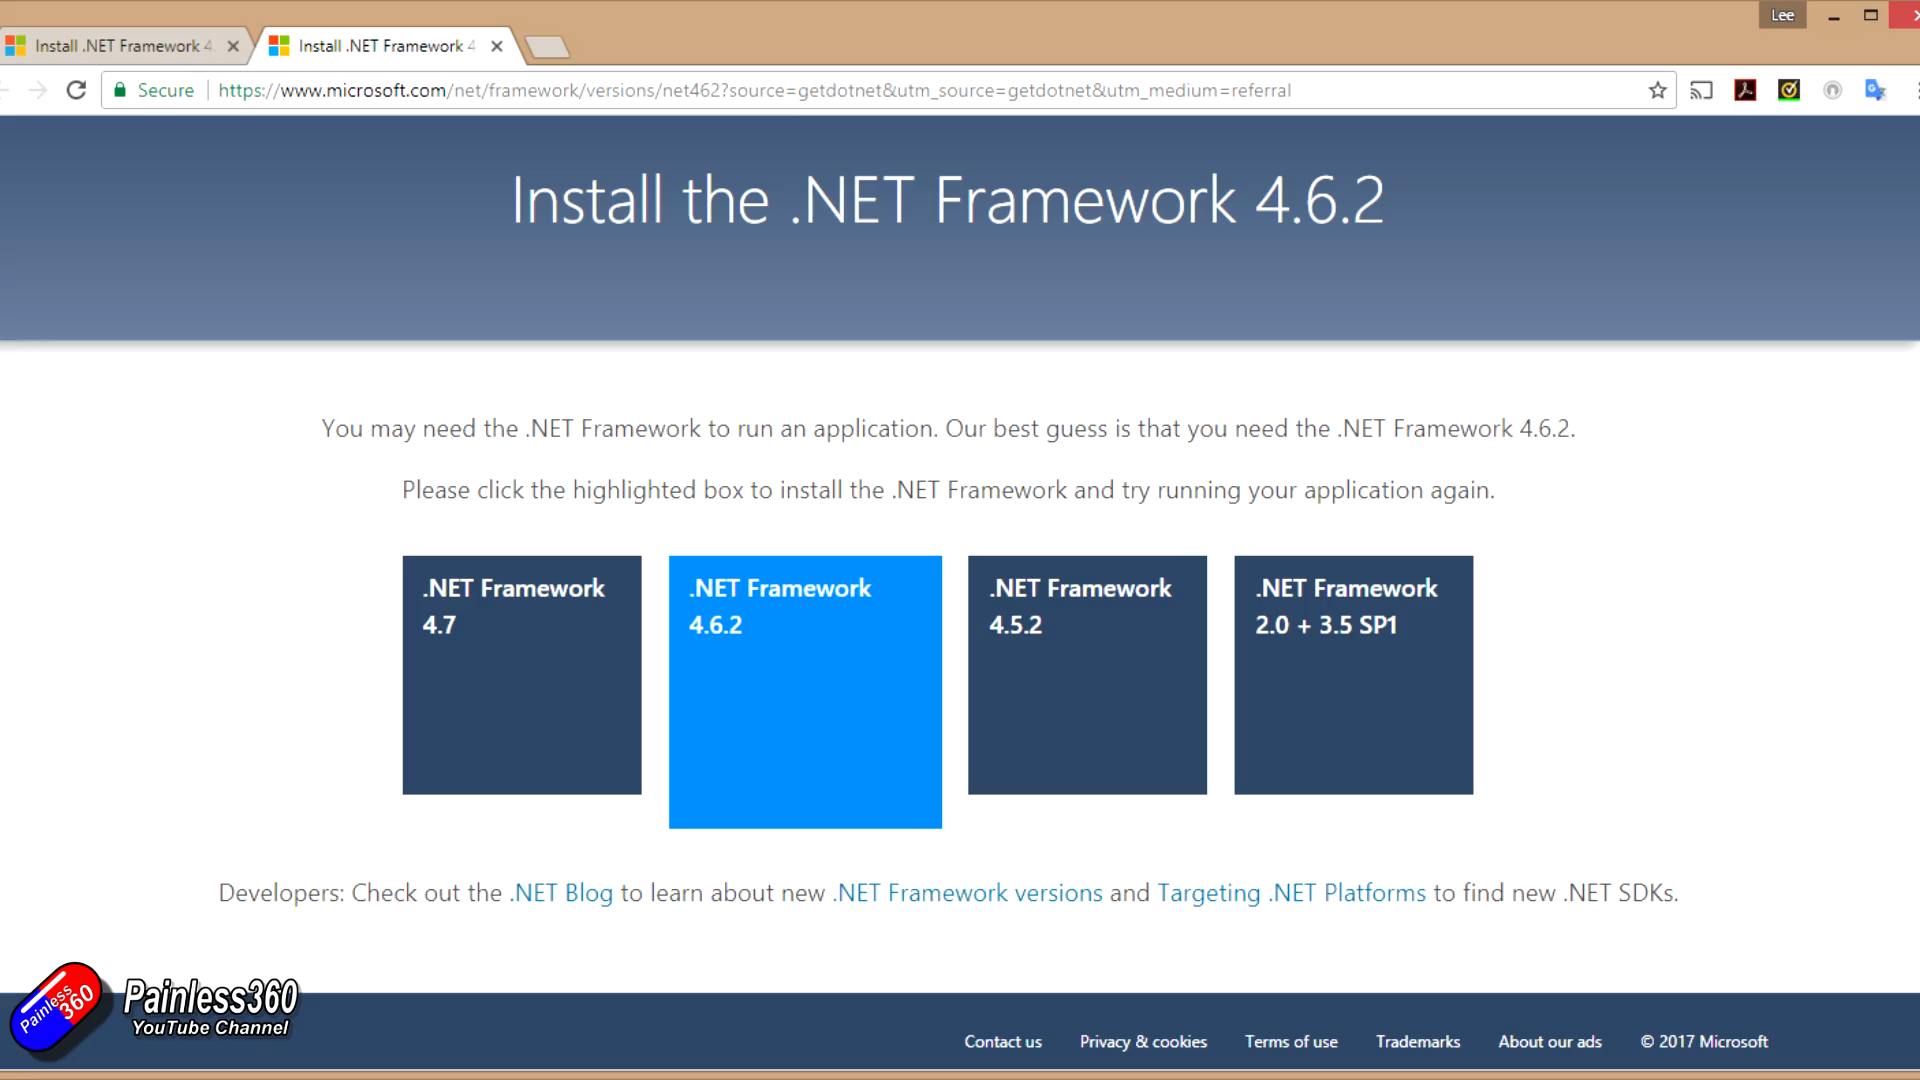 Lee
Install .NET Framework 4
Install .NET Framework 4
Secure
https://www.microsoft.com/net/framework/versions/net462?source=getdotnet&utm_source=getdotnet&utm_medium=referral
Install the .NET Framework 4.6.2
You may need the .NET Framework to run an application. Our best guess is that you need the .NET Framework 4.6.2.
Please click the highlighted box to install the .NET Framework and try running your application again.
.NET Framework
4.7
.NET Framework
4.6.2
.NET Framework
4.5.2
.NET Framework
2.0 + 3.5 SP1
Developers: Check out the .NET Blog to learn about new .NET Framework versions and Targeting .NET Platforms to find new .NET SDKs.
Painless
360
Painless360
YouTube Channel
Contact us
Privacy & cookies
Terms of use
Trademarks
About our ads
© 2017 Microsoft